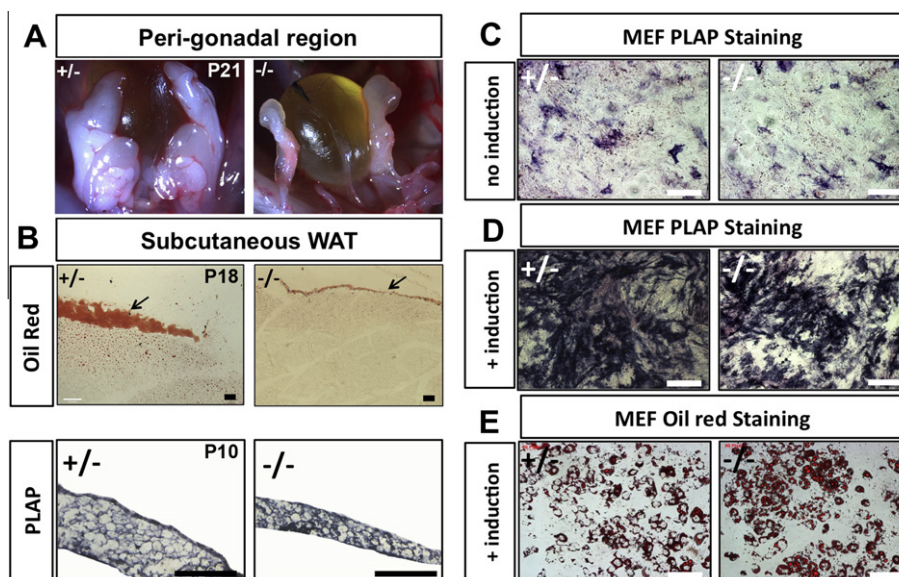 A
Peri-gonadal region
+/-
P21
-/-
B
Subcutaneous WAT
Oil Red
+/-
P18
-/-
PLAP
+/-
P10
-/-
C
MEF PLAP Staining
no induction
+/-
-/-
D
MEF PLAP Staining
+ induction
+/-
-/-
E
MEF Oil red Staining
+ induction
+/-
-/-